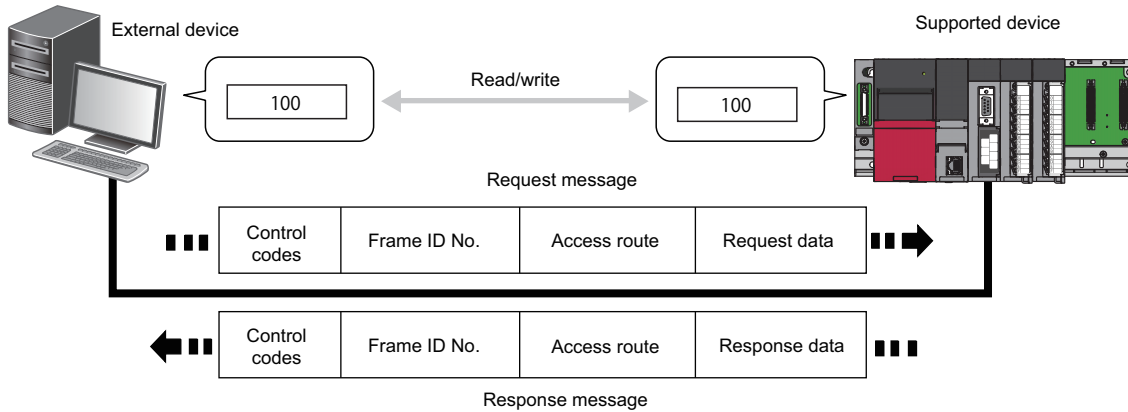 External device
Supported device
100
Read/write
100
Request message
Control
codes
Frame ID No.
Access route
Request data
Control
codes
Frame ID No.
Access route
Response data
Response message